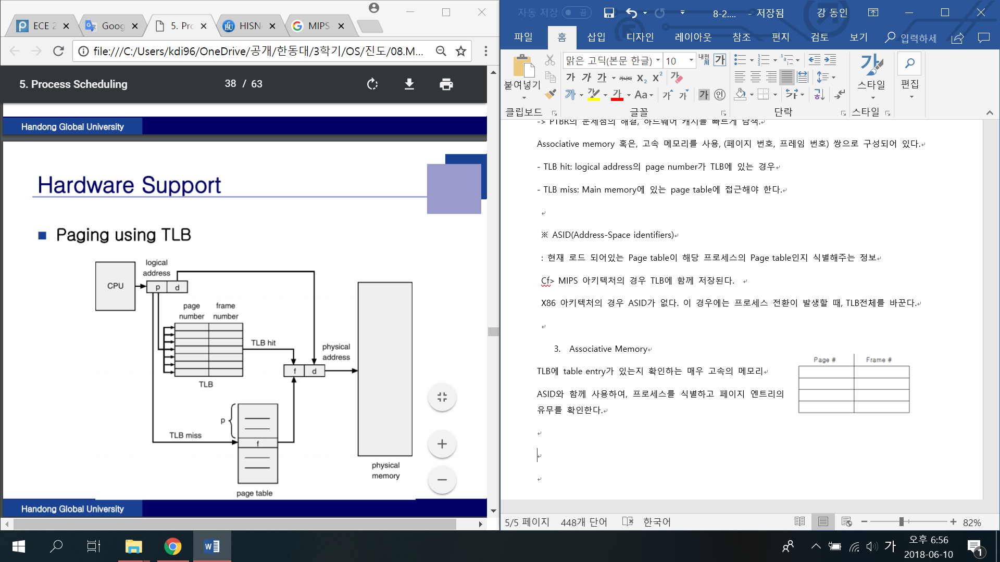 ECE 2
Goog
5. Pro
HISN
MIPS
file:///C:/Users/kdi96/OneDrive/공개/한동대/3학기/OS/진도/08.M...
5. Process Scheduling
38 / 63
Handong Global University
Hardware Support
Paging using TLB
logical
address
CPU
p d
page
number
frame
number
TLB hit
physical
address
f d
TLB
p
TLB miss
f
physical
memory
page table
Handong Global University
자동 저장 끔
8-2.... - 저장됨
강 동인
파일 홈 삽입 디자인 레이아웃 참조 편지 검토 보기 입력하세
붙여넣기
클립보드
맑은 고딕(본문 한글) 10
내천 가
가 가 가 가나다 X₂ X² 가
가 가 가 Aa 가 가 가 ㉮
글꼴
단락
스타일
스타일
편집
-> PTBR의 문제점의 해결, 하드웨어 캐시를 빠르게 탐색.
Associative memory 혹은, 고속 메모리를 사용, (페이지 번호, 프레임 번호) 쌍으로 구성되어 있다.
- TLB hit: logical address의 page number가 TLB에 있는 경우
- TLB miss: Main memory에 있는 page table에 접근해야 한다.
※ ASID(Address-Space identifiers)
: 현재 로드 되어있는 Page table이 해당 프로세스의 Page table인지 식별해주는 정보
Cf> MIPS 아키텍처의 경우 TLB에 함께 저장된다.
X86 아키텍처의 경우 ASID가 없다. 이 경우에는 프로세스 전환이 발생할 때, TLB전체를 바꾼다.
3. Associative Memory
TLB에 table entry가 있는지 확인하는 매우 고속의 메모리
ASID와 함께 사용하여, 프로세스를 식별하고 페이지 엔트리의
유무를 확인한다.
Page # Frame #
5/5 페이지 448개 단어 한국어
82%
가
오후 6:56
2018-06-10
1